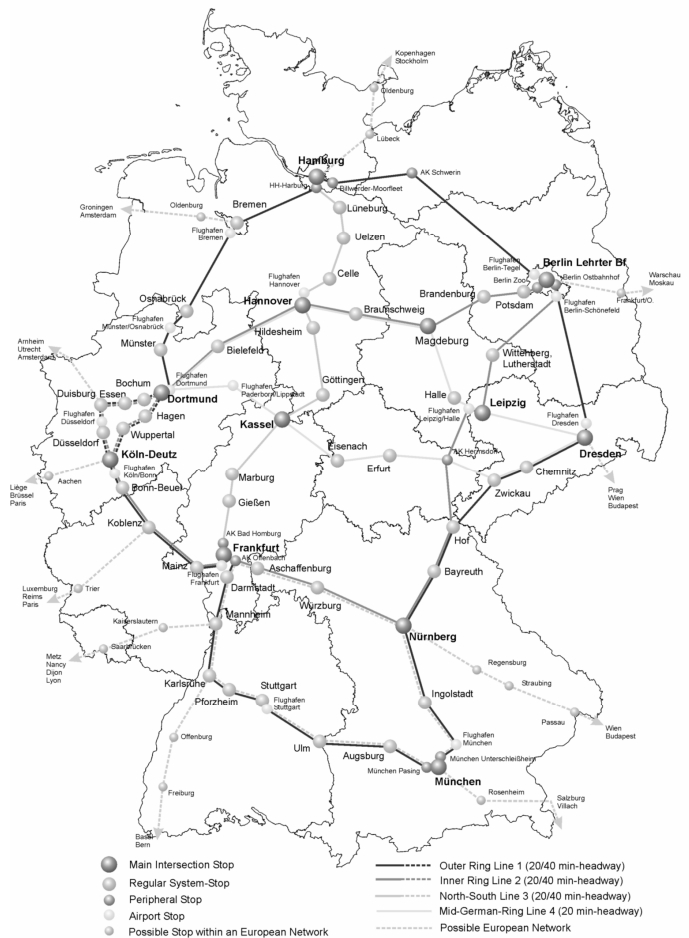 Kopenhagen
Stockholm
Oldenburg
Lübeck
Hamburg
HH-Harburg
Billwerder-Moorfleet
AK Schwerin
Groningen
Amsterdam
Oldenburg
Bremen
Flughafen
Bremen
Lüneburg
Uelzen
Celle
Flughafen
Hannover
Hannover
Flughafen
Berlin-Tegel
Berlin Lehrter Bf
Berlin Zoo
Berlin Ostbahnhof
Warschau
Moskau
Frankfurt/O.
Flughafen
Berlin-Schönefeld
Potsdam
Brandenburg
Osnabrück
Flughafen
Münster/Osnabrück
Münster
Braunschweig
Hildesheim
Bielefeld
Magdeburg
Arnheim
Utrecht
Amsterdam
Wittenberg,
Lutherstadt
Bochum
Essen
Duisburg
Flughafen
Dortmund
Dortmund
Flughafen
Paderborn/Lippstadt
Göttingen
Halle
Flughafen
Leipzig/Halle
Leipzig
Flughafen
Düsseldorf
Hagen
Düsseldorf
Wuppertal
Kassel
Flughafen
Dresden
Dresden
Köln-Deutz
Flughafen
Köln/Bonn
Eisenach
Erfurt
AK Hermsdorf
Chemnitz
Zwickau
Liége
Brüssel
Paris
Aachen
Bonn-Beuel
Marburg
Gießen
Prag
Wien
Budapest
Koblenz
Hof
AK Bad Homburg
Frankfurt
AK Offenbach
Mainz
Flughafen
Frankfurt
Aschaffenburg
Darmstadt
Bayreuth
Luxemburg
Reims
Paris
Trier
Würzburg
Kaiserslautern
Mannheim
Nürnberg
Metz
Nancy
Dijon
Lyon
Saarbrücken
Regensburg
Straubing
Karlsruhe
Pforzheim
Stuttgart
Flughafen
Stuttgart
Ingolstadt
Passau
Wien
Budapest
Offenburg
Ulm
Augsburg
Flughafen
München
München Unterschleißheim
München Pasing
München
Freiburg
Rosenheim
Salzburg
Villach
Basel
Bern
Main Intersection Stop
Regular System-Stop
Peripheral Stop
Airport Stop
Possible Stop within an European Network
Outer Ring Line 1 (20/40 min-headway)
Inner Ring Line 2 (20/40 min-headway)
North-South Line 3 (20/40 min-headway)
Mid-German-Ring Line 4 (20 min-headway)
Possible European Network